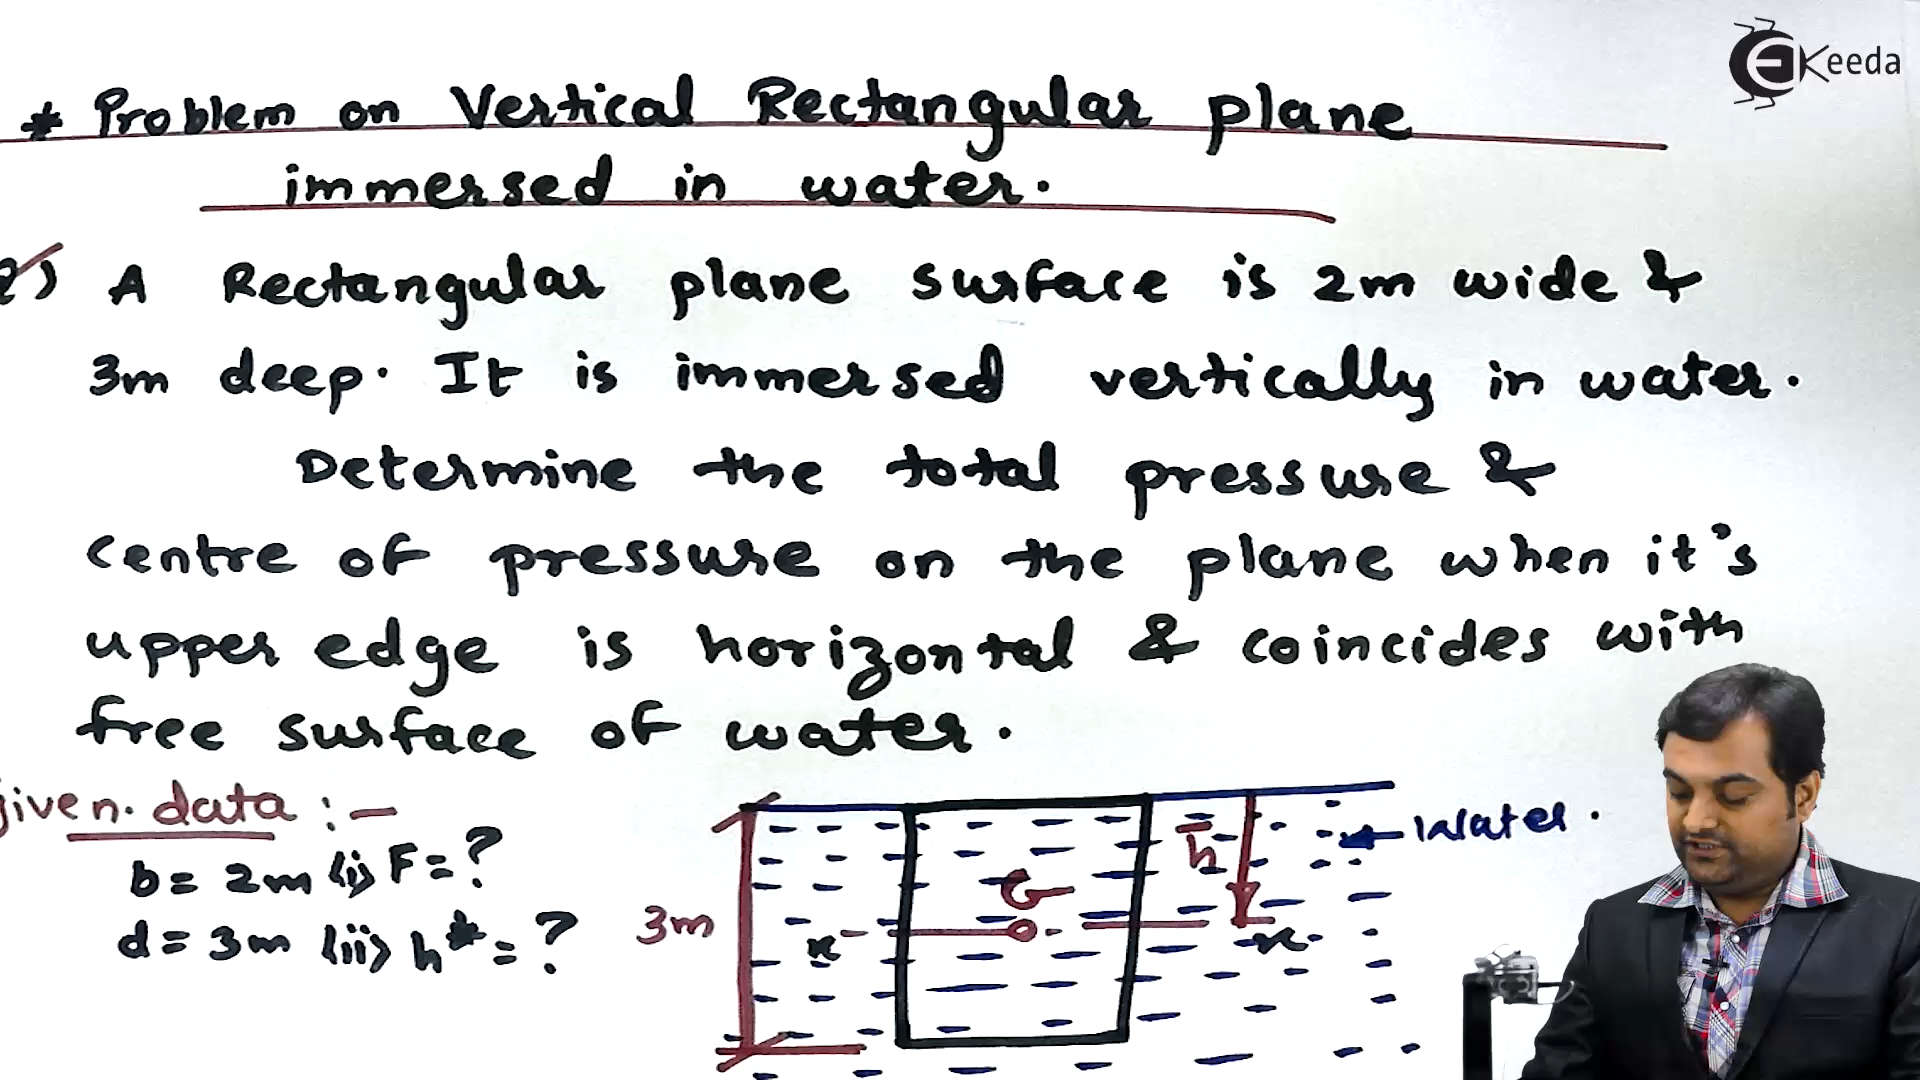 EKeeda
* Problem on Vertical Rectangular plane
immersed in water.
A Rectangular plane surface is 2m wide &
3m deep. It is immersed vertically in water.
Determine the total pressure &
centre of pressure on the plane when it's
upper edge is horizontal & coincides with
free surface of water.
given data :-
b = 2m (i) F = ?
d = 3m (ii) h* = ?
3m
G
h̄
Water.
x
x